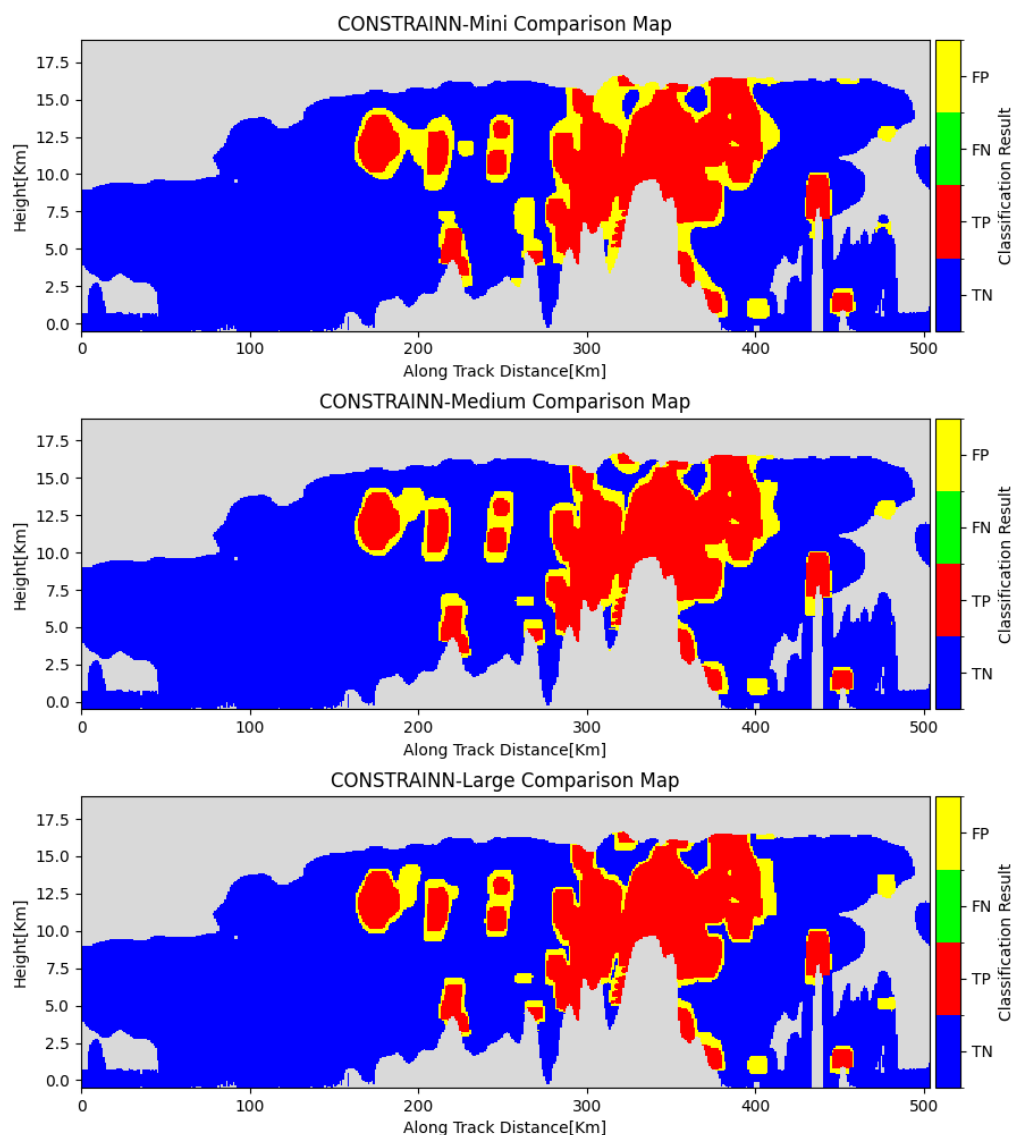 CONSTRAINN-Mini Comparison Map
17.5
15.0
12.5
10.0
7.5
5.0
2.5
0.0
Height[Km]
0 100 200 300 400 500
Along Track Distance[Km]
FP
FN
TP
TN
Classification Result
CONSTRAINN-Medium Comparison Map
17.5
15.0
12.5
10.0
7.5
5.0
2.5
0.0
Height[Km]
0 100 200 300 400 500
Along Track Distance[Km]
FP
FN
TP
TN
Classification Result
CONSTRAINN-Large Comparison Map
17.5
15.0
12.5
10.0
7.5
5.0
2.5
0.0
Height[Km]
0 100 200 300 400 500
Along Track Distance[Km]
FP
FN
TP
TN
Classification Result